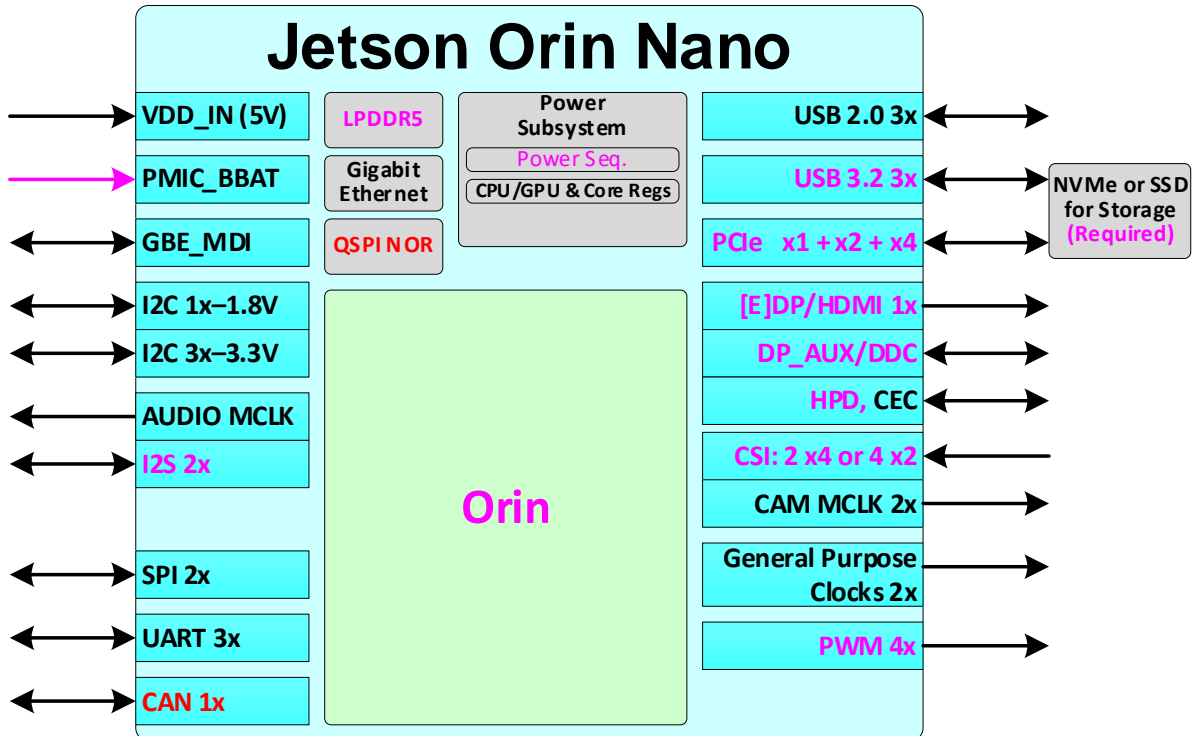 Jetson Orin Nano
VDD_IN (5V)
PMIC_BBAT
GBE_MDI
I2C 1x–1.8V
I2C 3x–3.3V
AUDIO MCLK
I2S 2x
SPI 2x
UART 3x
CAN 1x
LPDDR5
Gigabit
Ethernet
QSPI NOR
Power
Subsystem
Power Seq.
CPU/GPU & Core Regs
Orin
USB 2.0 3x
USB 3.2 3x
PCIe x1 + x2 + x4
[E]DP/HDMI 1x
DP_AUX/DDC
HPD, CEC
CSI: 2 x4 or 4 x2
CAM MCLK 2x
General Purpose
Clocks 2x
PWM 4x
NVMe or SSD
for Storage
(Required)